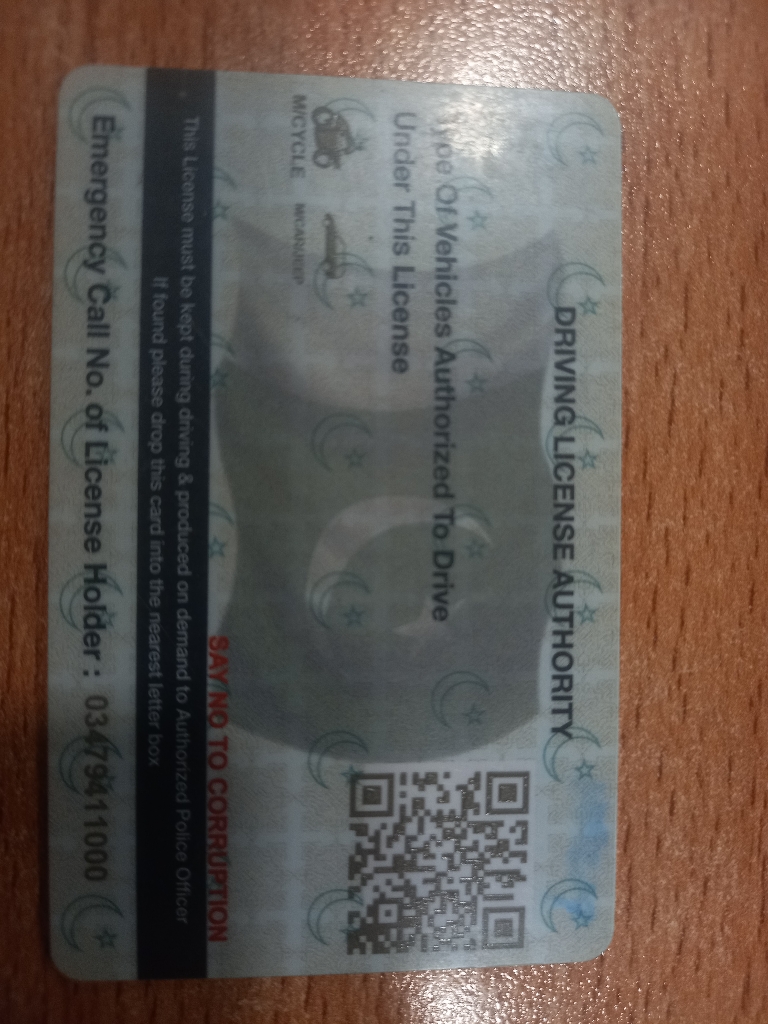 DRIVING LICENSE AUTHORITY
Type Of Vehicles Authorized To Drive
Under This License
M/CYCLE M/CAR/JEEP
SAY NO TO CORRUPTION
This License must be kept during driving & produced on demand to Authorized Police Officer
If found please drop this card into the nearest letter box
Emergency Call No. of License Holder : 03479411000